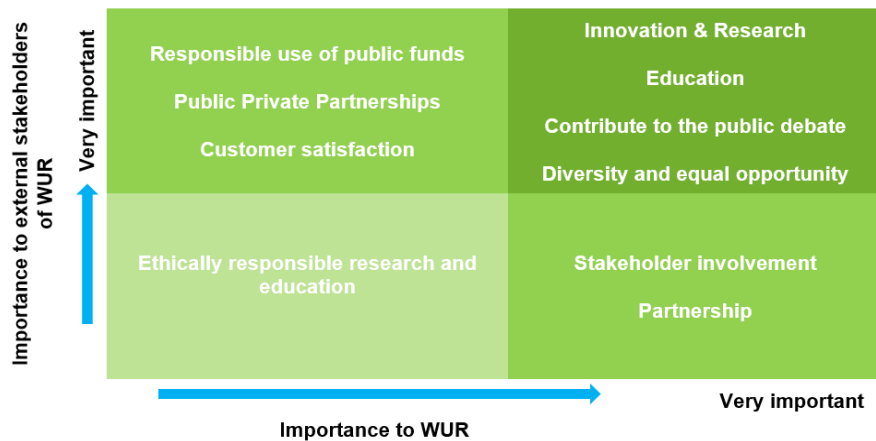 Importance to external stakeholders
of WUR
Very important
Responsible use of public funds
Public Private Partnerships
Customer satisfaction
Innovation & Research
Education
Contribute to the public debate
Diversity and equal opportunity
Ethically responsible research and
education
Stakeholder involvement
Partnership
Very important
Importance to WUR